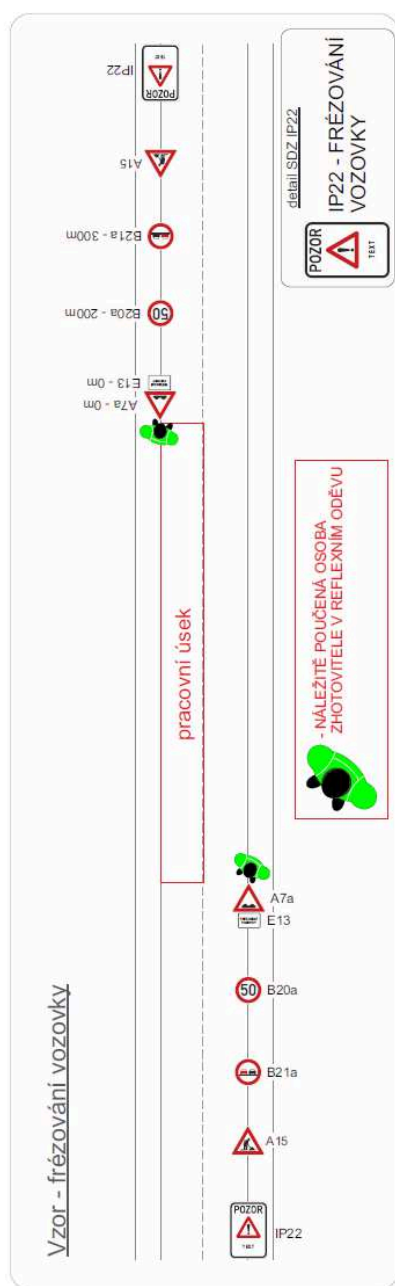 Vzor - frézování vozovky
IP22
A15
B21a - 300m
B20a - 200m
E13 - 0m
A7a - 0m
POZOR
50
pracovní úsek
detail SDZ IP22
POZOR
TEXT
IP22 - FRÉZOVÁNÍ
VOZOVKY
- NÁLEŽITĚ POUČENÁ OSOBA
ZHOTOVITELE V REFLEXNÍM ODĚVU
A7a
E13
50
B20a
B21a
A15
POZOR
TEXT
IP22